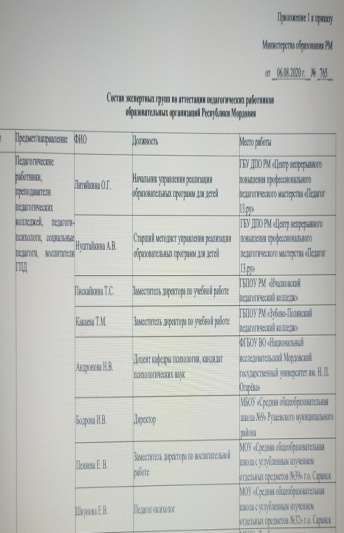 Приложение 1 к приказу
Министерства образования РМ
от 06.08.2020 г. № 765
Состав экспертных групп по аттестации педагогических работников
образовательных организаций Республики Мордовия
Предмет/направление ФИО Должность Место работы
Педагогические
работники,
преподаватели
педагогических
колледжей, педагоги-
психологи, социальные
педагоги, воспитатели
ГПД
Литяйкина О.Г.
Начальник управления реализации
образовательных программ для детей
ГБУ ДПО РМ «Центр непрерывного
повышения профессионального
педагогического мастерства «Педагог
13.ру»
Нуштайкина А.В.
Старший методист управления реализации
образовательных программ для детей
ГБУ ДПО РМ «Центр непрерывного
повышения профессионального
педагогического мастерства «Педагог
13.ру»
Пискайкина Т.С.
Заместитель директора по учебной работе
ГБПОУ РМ «Ичалковский
педагогический колледж»
Т.М.
Заместитель директора по учебной работе
ГБПОУ РМ «Зубово-Полянский
педагогический колледж»
Андронова Н.В.
Доцент кафедры психологии, кандидат
психологических наук
ФГБОУ ВО «Национальный
исследовательский Мордовский
государственный университет им. Н. П.
Огарёва»
Бодрова И.В.
Директор
МБОУ «Средняя общеобразовательная
школа №9» Рузаевского муниципального
района
Пеняева Е. В.
Заместитель директора по воспитательной
работе
МОУ «Средняя общеобразовательная
школа с углубленным изучением
отдельных предметов №39» г.о. Саранск
Е.В.
Педагог-психолог
МОУ «Средняя общеобразовательная
школа с углубленным изучением
отдельных предметов №32» г.о. Саранск